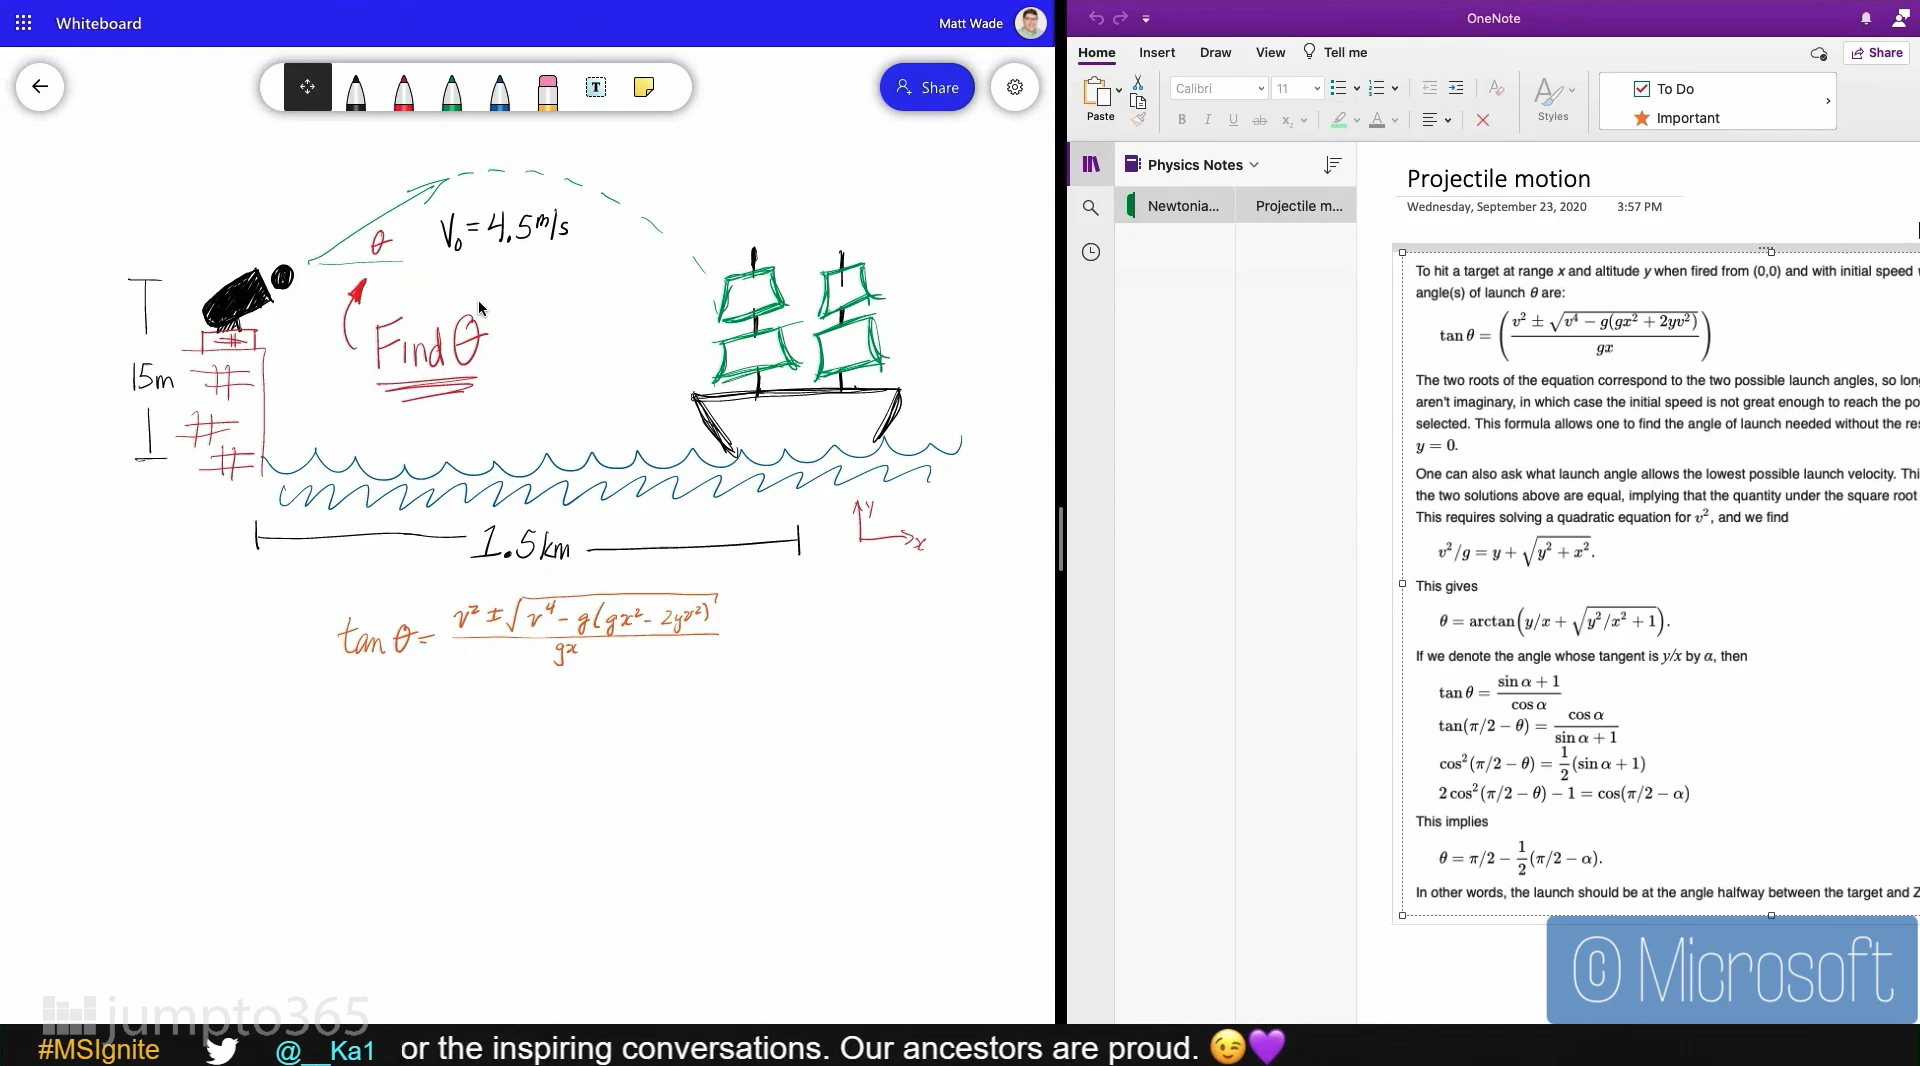 Whiteboard
Matt Wade
Share
T
θ
V₀ = 4.5 m/s
Find θ
15m
1.5km
Y
x
tan θ = v² ± √v⁴ - g(gx² - 2yv²) / gx
jumpto365
OneNote
Home Insert Draw View Tell me
Share
Paste
Calibri
11
B I U ab x₂ A
Styles
To Do
Important
Physics Notes
Newtonia...
Projectile m...
Projectile motion
Wednesday, September 23, 2020 3:57 PM
To hit a target at range x and altitude y when fired from (0,0) and with initial speed
angle(s) of launch θ are:
tan θ = ( v² ± √v⁴ − g(gx² + 2yv²) / gx )
The two roots of the equation correspond to the two possible launch angles, so
aren't imaginary, in which case the initial speed is not great enough to reach the
selected. This formula allows one to find the angle of launch needed without the
y = 0.
One can also ask what launch angle allows the lowest possible launch velocity.
the two solutions above are equal, implying that the quantity under the square root
This requires solving a quadratic equation for v², and we find
v²/g = y + √y² + x².
This gives
θ = arctan(y/x + √y²/x² + 1).
If we denote the angle whose tangent is y/x by α, then
tan θ = sin α + 1 / cos α
tan(π/2 − θ) = cos α / sin α + 1
cos²(π/2 − θ) = 1/2 (sin α + 1)
2 cos²(π/2 − θ) − 1 = cos(π/2 − α)
This implies
θ = π/2 − 1/2 (π/2 − α).
In other words, the launch should be at the angle halfway between the target and
© Microsoft
#MSIgnite @__Ka1 or the inspiring conversations. Our ancestors are proud. 😉💜